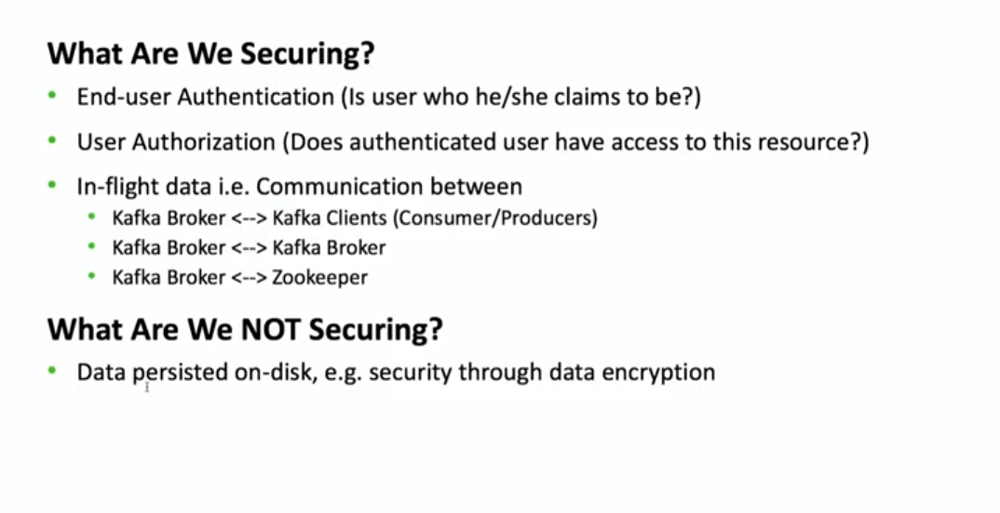 What Are We Securing?
• End-user Authentication (Is user who he/she claims to be?)
• User Authorization (Does authenticated user have access to this resource?)
• In-flight data i.e. Communication between
• Kafka Broker <--> Kafka Clients (Consumer/Producers)
• Kafka Broker <--> Kafka Broker
• Kafka Broker <--> Zookeeper
What Are We NOT Securing?
• Data persisted on-disk, e.g. security through data encryption